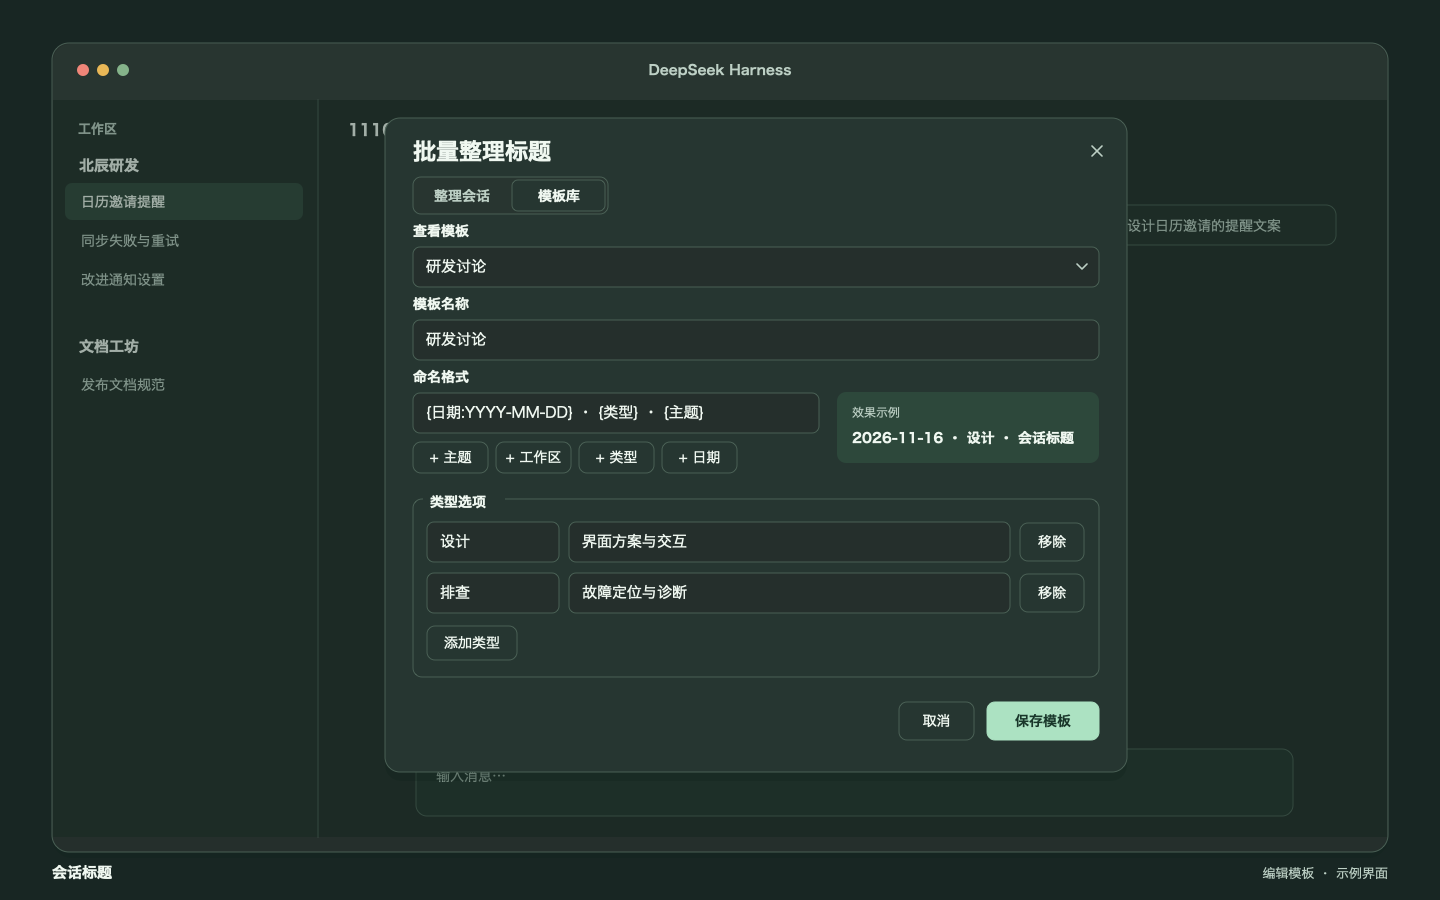 DeepSeek Harness
工作区
北辰研发
日历邀请提醒
同步失败与重试
改进通知设置
文档工坊
发布文档规范
111
批量整理标题
整理会话
模板库
查看模板
研发讨论
设计日历邀请的提醒文案
模板名称
研发讨论
命名格式
{日期:YYYY-MM-DD} · {类型} · {主题}
+ 主题
+ 工作区
+ 类型
+ 日期
效果示例
2026-11-16 · 设计 · 会话标题
类型选项
设计
界面方案与交互
移除
排查
故障定位与诊断
移除
添加类型
取消
保存模板
输入消息…
会话标题
编辑模板 · 示例界面